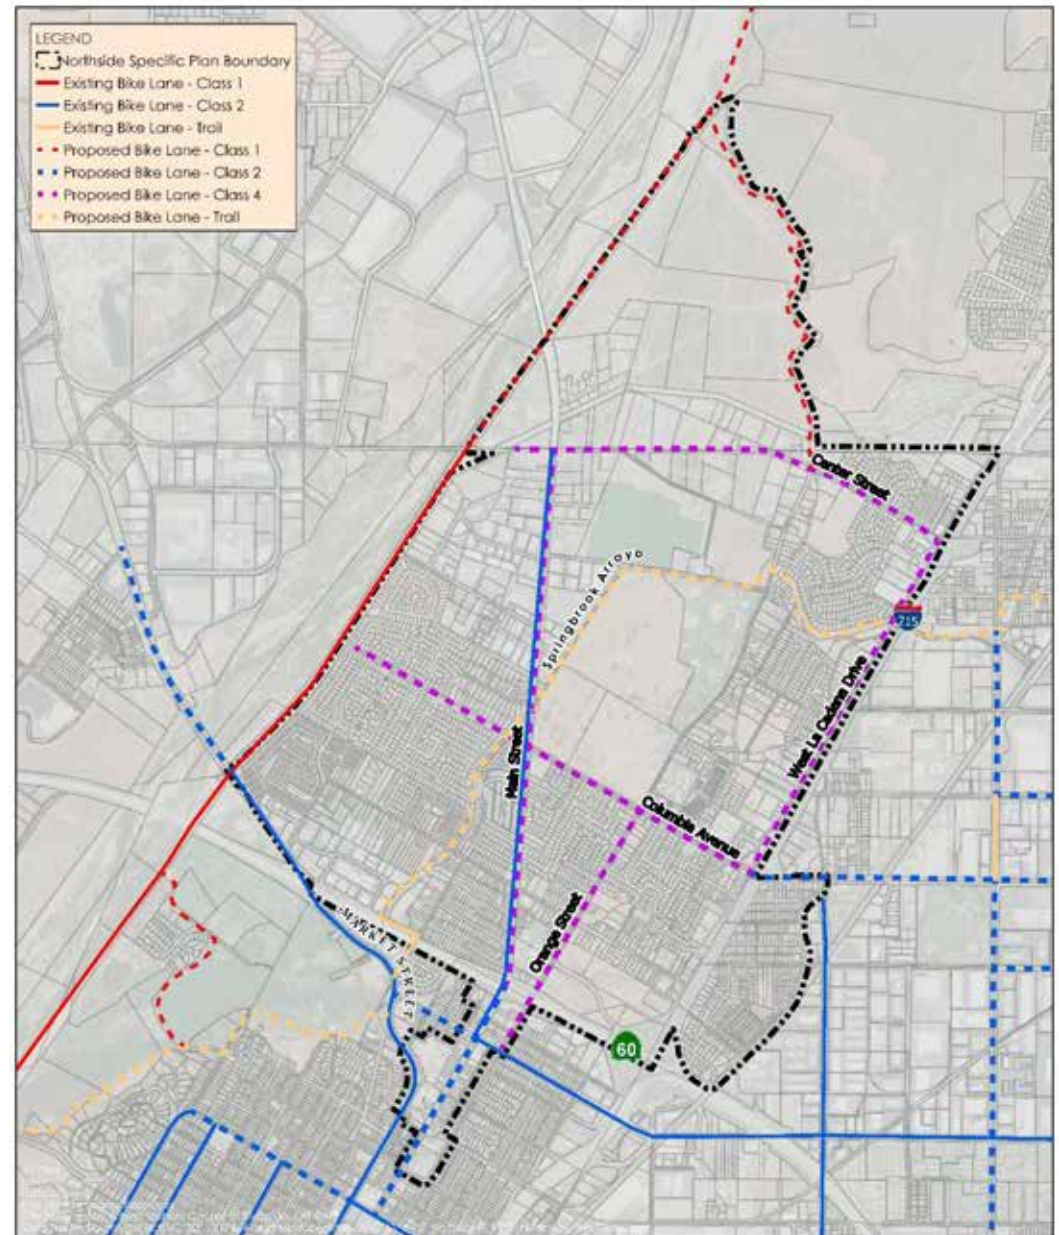 LEGEND
Northside Specific Plan Boundary
Existing Bike Lane - Class 1
Existing Bike Lane - Class 2
Existing Bike Lane - Trail
Proposed Bike Lane - Class 1
Proposed Bike Lane - Class 2
Proposed Bike Lane - Class 4
Proposed Bike Lane - Trail
Center Street
Springbrook Arroyo
215
West La Cadena Drive
Main Street
Columbia Avenue
Orange Street
MARKET STREET
60